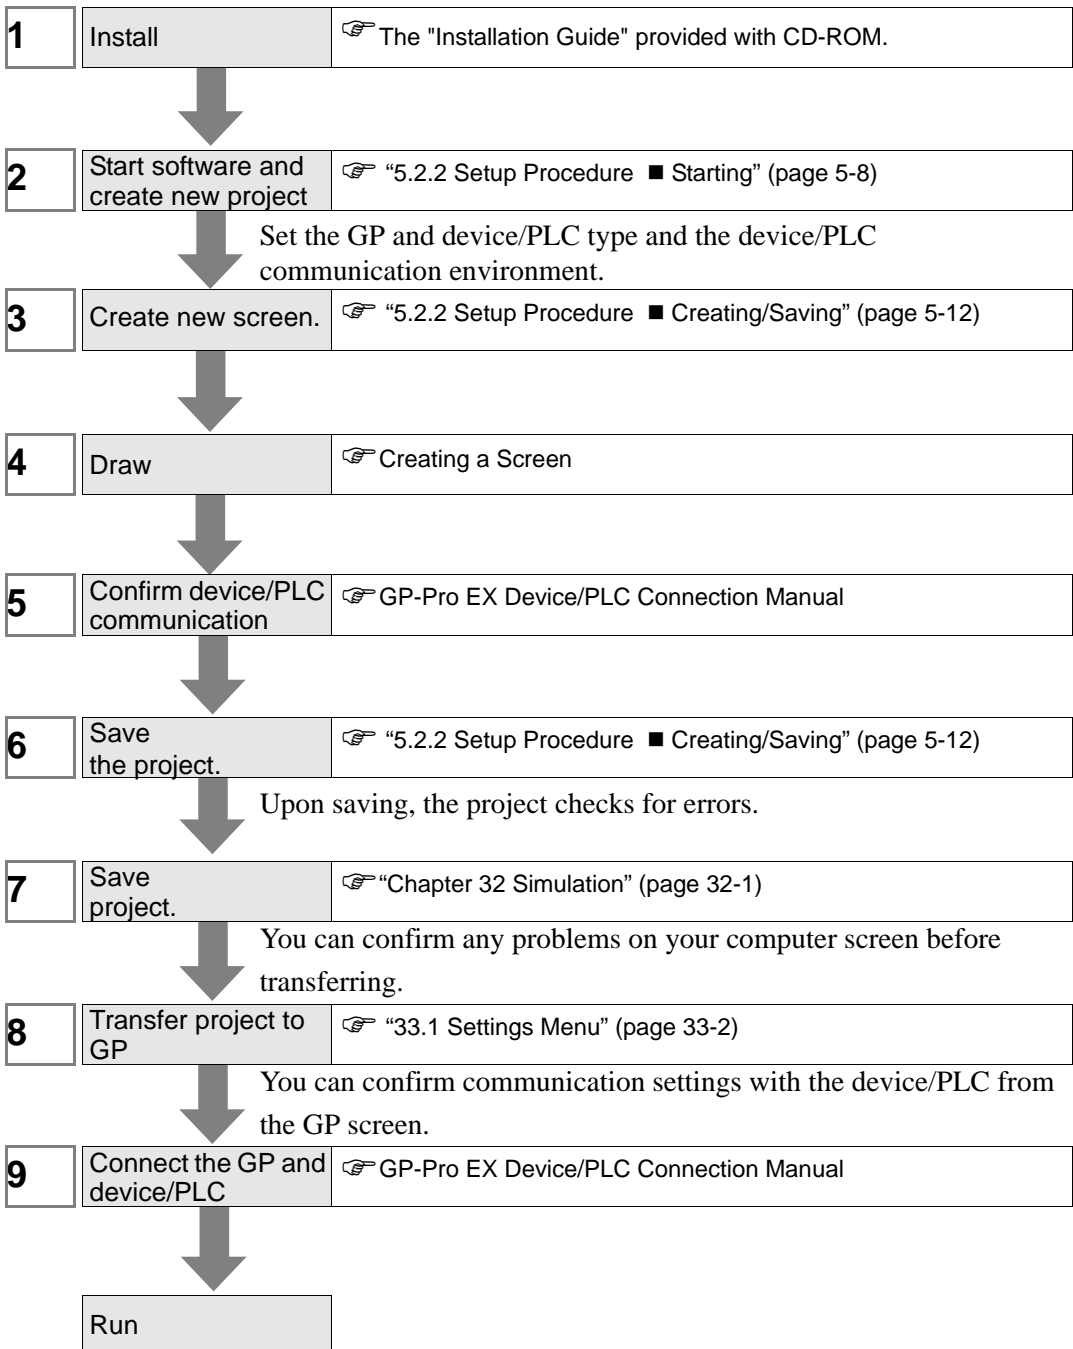 1
Install
☞ The "Installation Guide" provided with CD-ROM.
2
Start software and
create new project
☞ “5.2.2 Setup Procedure ■ Starting” (page 5-8)
Set the GP and device/PLC type and the device/PLC
communication environment.
3
Create new screen.
☞ “5.2.2 Setup Procedure ■ Creating/Saving” (page 5-12)
4
Draw
☞ Creating a Screen
5
Confirm device/PLC
communication
☞ GP-Pro EX Device/PLC Connection Manual
6
Save
the project.
☞ “5.2.2 Setup Procedure ■ Creating/Saving” (page 5-12)
Upon saving, the project checks for errors.
7
Save
project.
☞ “Chapter 32 Simulation” (page 32-1)
You can confirm any problems on your computer screen before
transferring.
8
Transfer project to
GP
☞ “33.1 Settings Menu” (page 33-2)
You can confirm communication settings with the device/PLC from
the GP screen.
9
Connect the GP and
device/PLC
☞ GP-Pro EX Device/PLC Connection Manual
Run